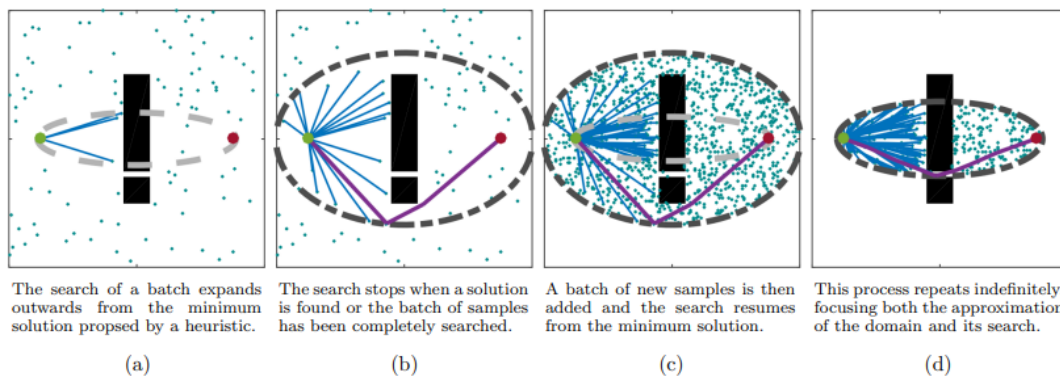 The search of a batch expands
outwards from the minimum
solution propsed by a heuristic.
(a)
The search stops when a solution
is found or the batch of samples
has been completely searched.
(b)
A batch of new samples is then
added and the search resumes
from the minimum solution.
(c)
This process repeats indefinitely,
focusing both the approximation
of the domain and its search.
(d)